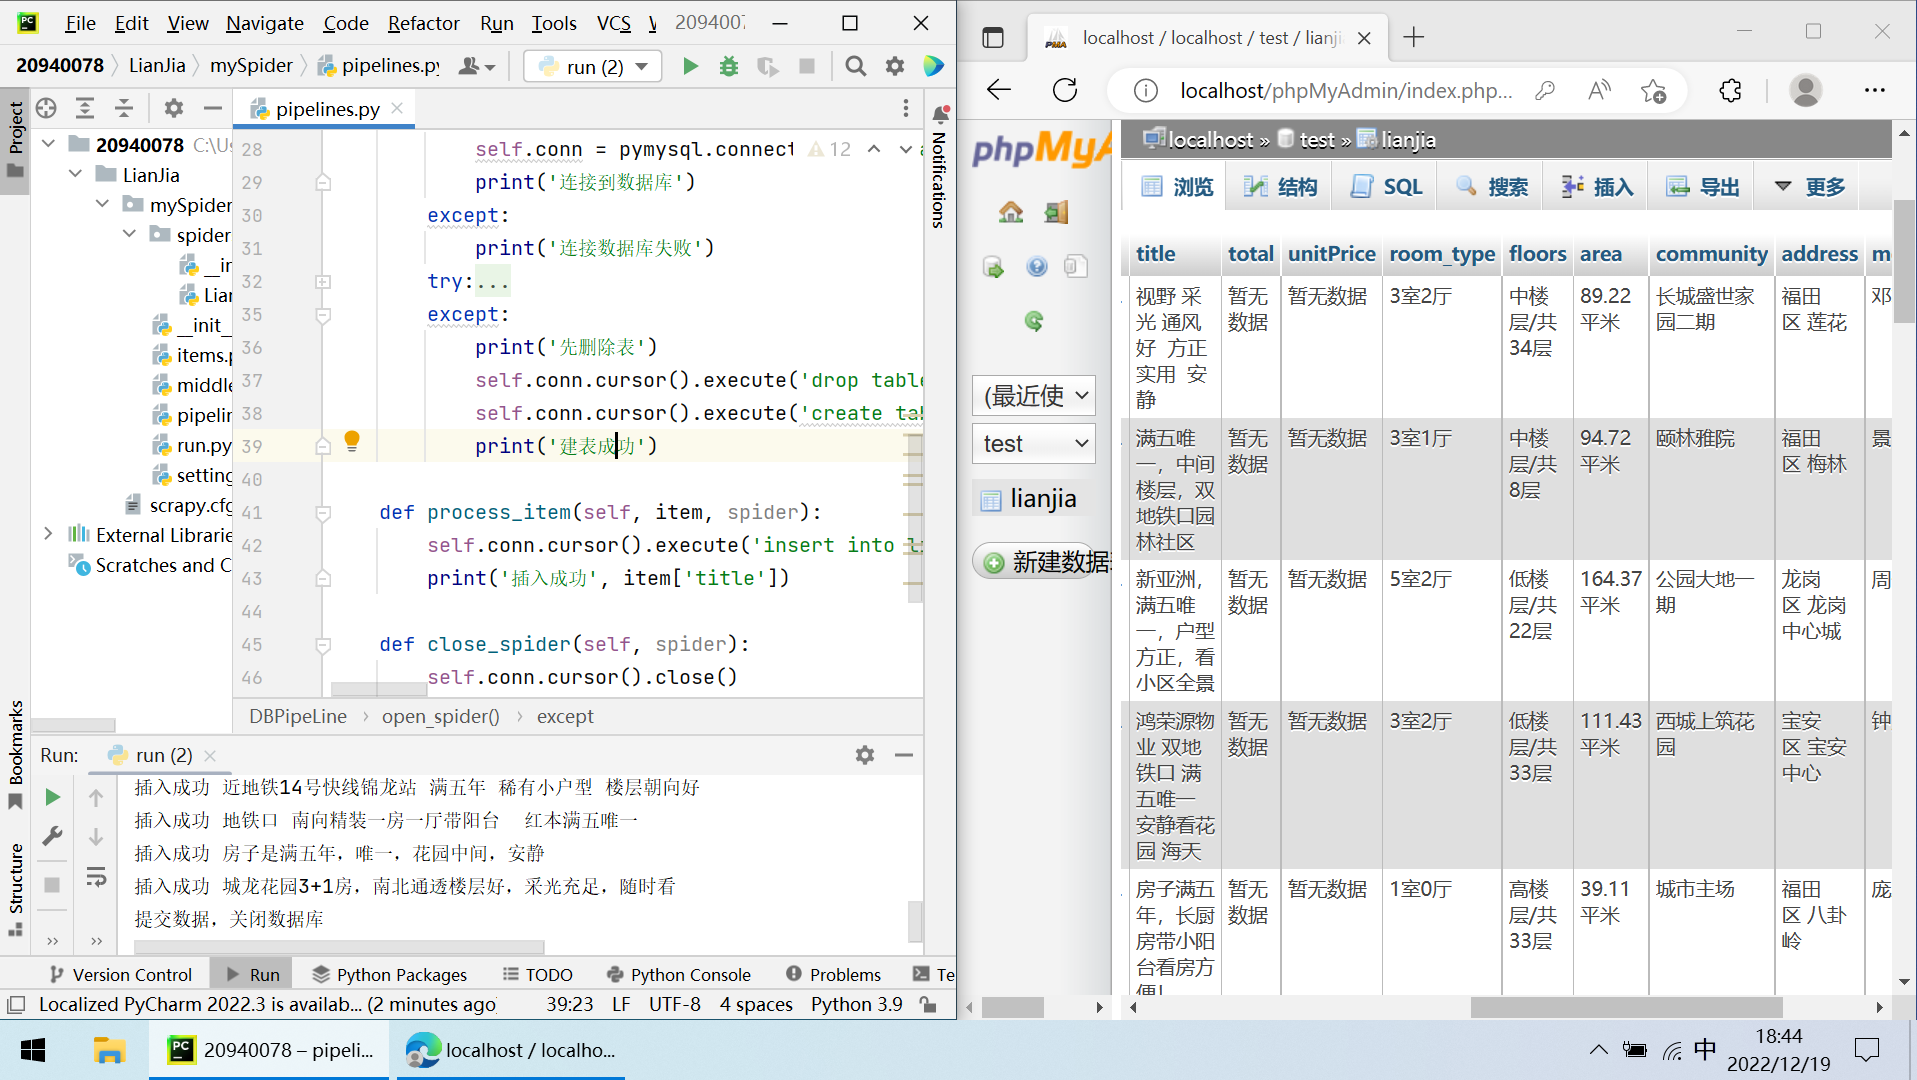 File Edit View Navigate Code Refactor Run Tools VCS
20940078 LianJia mySpider pipelines.py run (2)
Project
pipelines.py
20940078
LianJia
mySpider
spider
items.
middle
pipelin
run.py
setting
scrapy.cfg
External Librarie
Scratches and C
28 self.conn = pymysql.connect 12
29 print('连接到数据库')
30 except:
31 print('连接数据库失败')
32 try:...
35 except:
36 print('先删除表')
37 self.conn.cursor().execute('drop table
38 self.conn.cursor().execute('create ta
39 print('建表成功')
40
41 def process_item(self, item, spider):
42 self.conn.cursor().execute('insert into l
43 print('插入成功', item['title'])
44
45 def close_spider(self, spider):
46 self.conn.cursor().close()
DBPipeLine › open_spider() › except
Notifications
Bookmarks
Structure
Run: run (2)
插入成功 近地铁14号快线锦龙站 满五年 稀有小户型 楼层朝向好
插入成功 地铁口 南向精装一房一厅带阳台 红本满五唯一
插入成功 房子是满五年，唯一，花园中间，安静
插入成功 城龙花园3+1房，南北通透楼层好，采光充足，随时看
提交数据，关闭数据库
Version Control Run Python Packages TODO Python Console Problems Te
Localized PyCharm 2022.3 is availab... (2 minutes ago 39:23 LF UTF-8 4 spaces Python 3.9
localhost / localhost / test / lianji
localhost/phpMyAdmin/index.php...
phpMyA
(最近使
test
lianjia
新建数据
localhost » test » lianjia
浏览 结构 SQL 搜索 插入 导出 更多
title total unitPrice room_type floors area community address m
视野 采光 通风好 方正实用 安静 暂无数据 暂无数据 3室2厅 中楼层/共34层 89.22平米 长城盛世家园二期 福田区 莲花 邓
满五唯一，中间楼层，双地铁口园林社区 暂无数据 暂无数据 3室1厅 中楼层/共8层 94.72平米 颐林雅院 福田区 梅林 景
新亚洲，满五唯一，户型方正，看小区全景 暂无数据 暂无数据 5室2厅 低楼层/共22层 164.37平米 公园大地一期 龙岗区 龙岗中心城 周
鸿荣源物业 双地铁口 满五唯一 安静看花园 海天 暂无数据 暂无数据 3室2厅 低楼层/共33层 111.43平米 西城上筑花园 宝安区 宝安中心 钟
房子满五年，长厨房带小阳台看房方便！ 暂无数据 暂无数据 1室0厅 高楼层/共33层 39.11平米 城市主场 福田区 八卦岭 庞
20940078 – pipeli...
localhost / localho...
中
18:44
2022/12/19